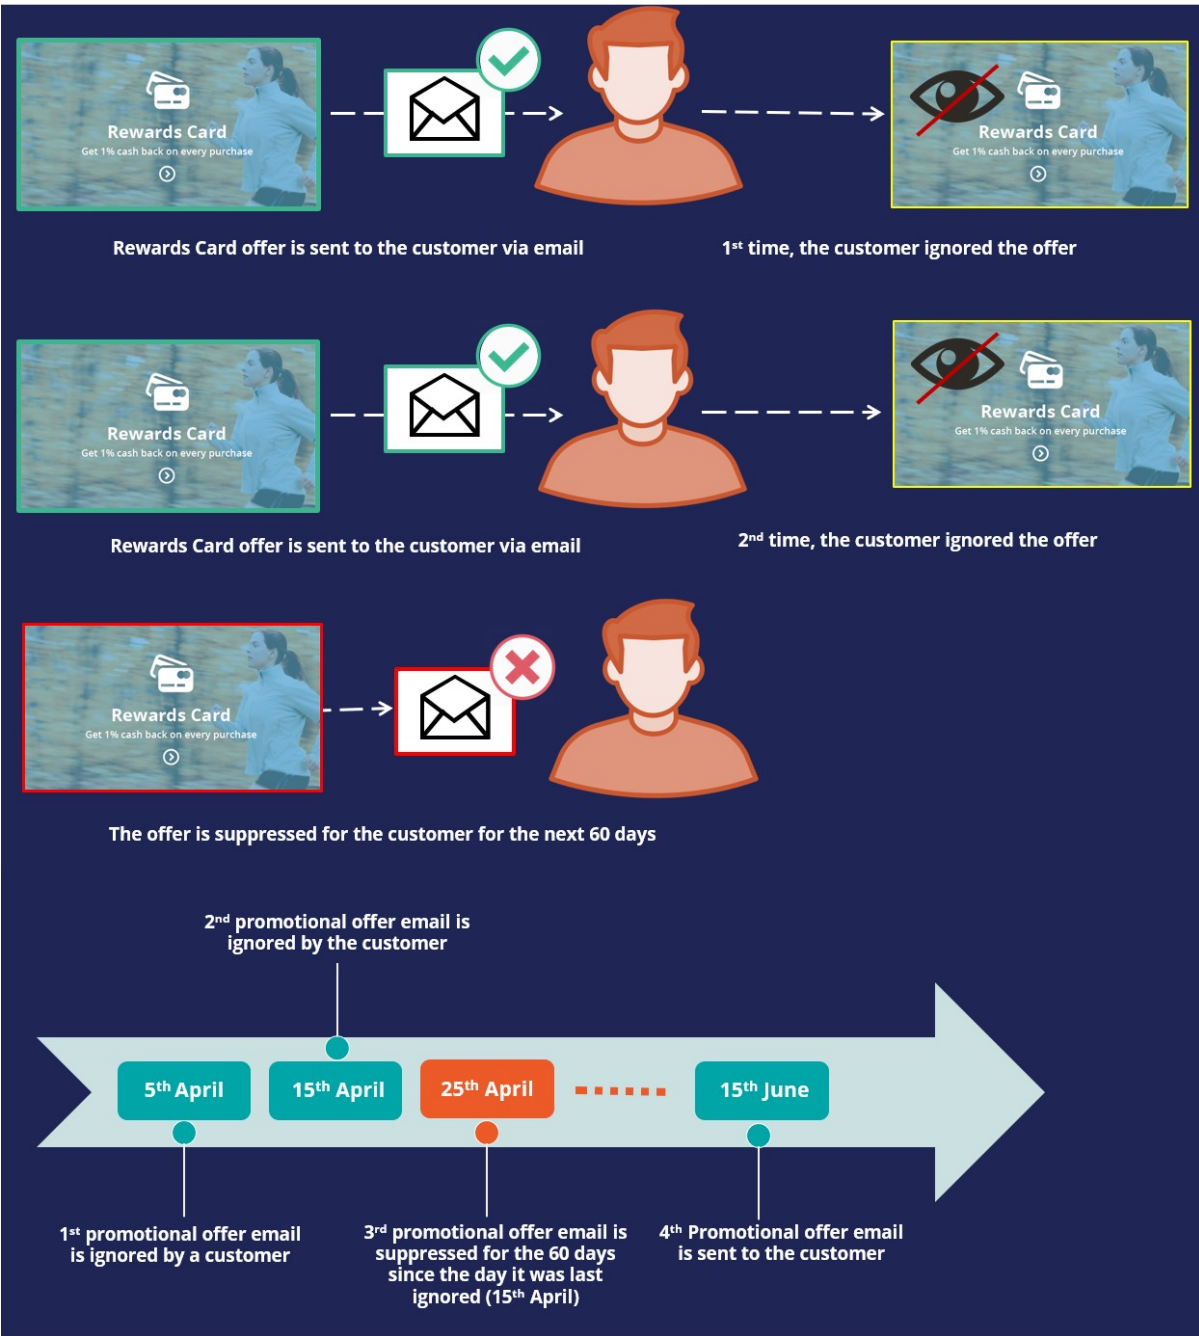 Rewards Card
Get 1% cash back on every purchase
Rewards Card
Get 1% cash back on every purchase
Rewards Card offer is sent to the customer via email
1st time, the customer ignored the offer
Rewards Card
Get 1% cash back on every purchase
Rewards Card
Get 1% cash back on every purchase
Rewards Card offer is sent to the customer via email
2nd time, the customer ignored the offer
Rewards Card
Get 1% cash back on every purchase
The offer is suppressed for the customer for the next 60 days
2nd promotional offer email is
ignored by the customer
5th April
15th April
25th April
15th June
1st promotional offer email
is ignored by a customer
3rd promotional offer email is
suppressed for the 60 days
since the day it was last
ignored (15th April)
4th Promotional offer email
is sent to the customer